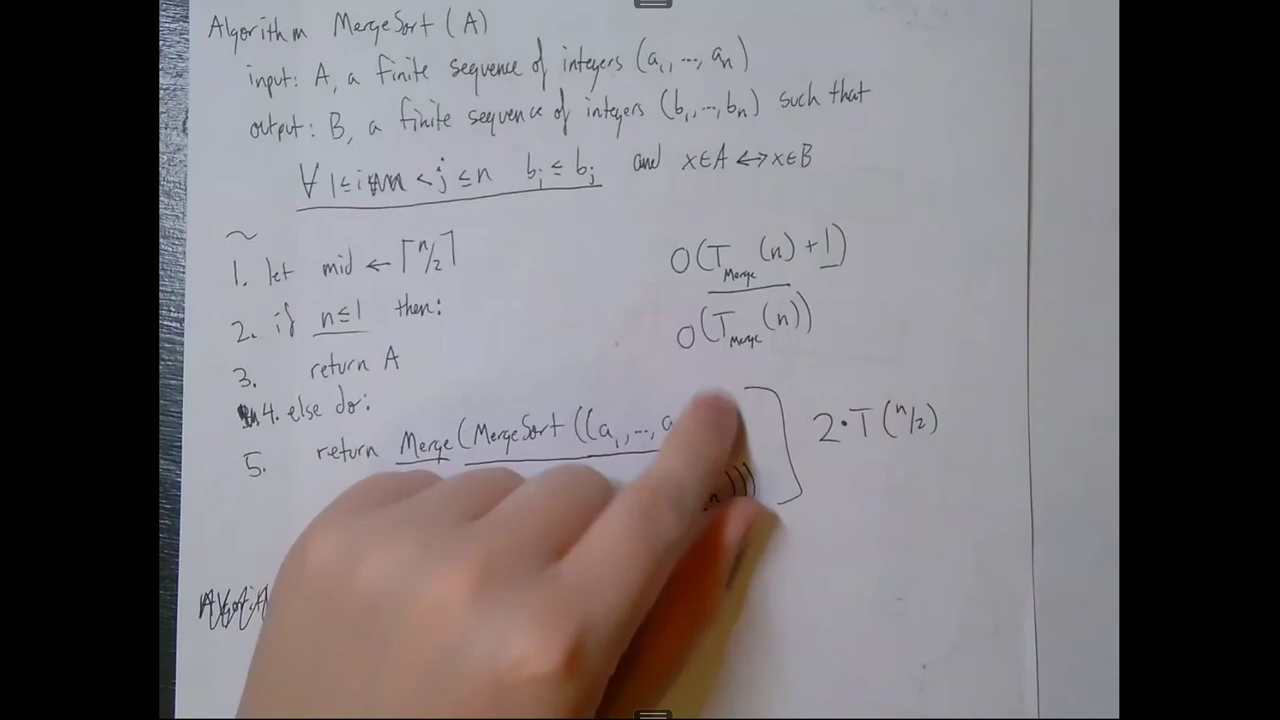 Algorithm MergeSort (A)
input: A, a finite sequence of integers (a₁, ..., aₙ)
output: B, a finite sequence of integers (b₁, ..., bₙ) such that
∀ 1≤i < j ≤ n bᵢ ≤ bⱼ and x∈A ↔ x∈B
~
1. let mid ← ⌈n/2⌉
O(T_Merge (n) + 1)
2. if n≤1 then:
O(T_Merge (n))
3. return A
4. else do:
2·T(n/2)
5. return Merge (MergeSort ((a₁, ..., a
n)))